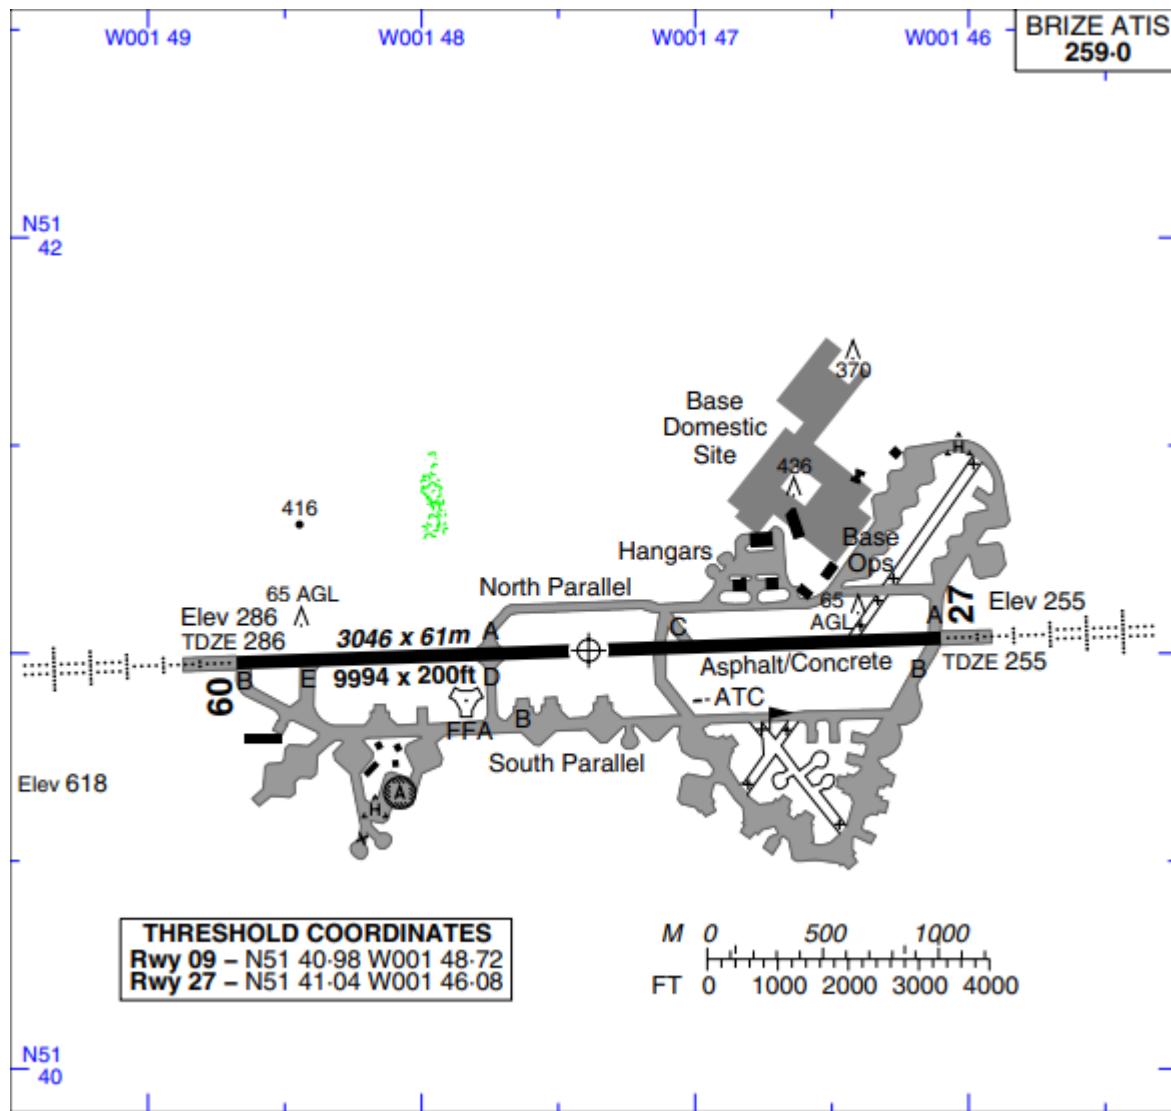 W001 49
W001 48
W001 47
W001 46
BRIZE ATIS
259·0
N51
42
370
Base
Domestic
Site
436
H
416
Hangars
Base
Ops
North Parallel
65 AGL
65
AGL
Elev 286
TDZE 286
3046 x 61m
A
C
A
27
Elev 255
9994 x 200ft
Asphalt/Concrete
TDZE 255
09
B
E
D
B
ATC
FFA
B
South Parallel
Elev 618
A
H
THRESHOLD COORDINATES
Rwy 09 – N51 40·98 W001 48·72
Rwy 27 – N51 41·04 W001 46·08
M 0 500 1000
FT 0 1000 2000 3000 4000
N51
40